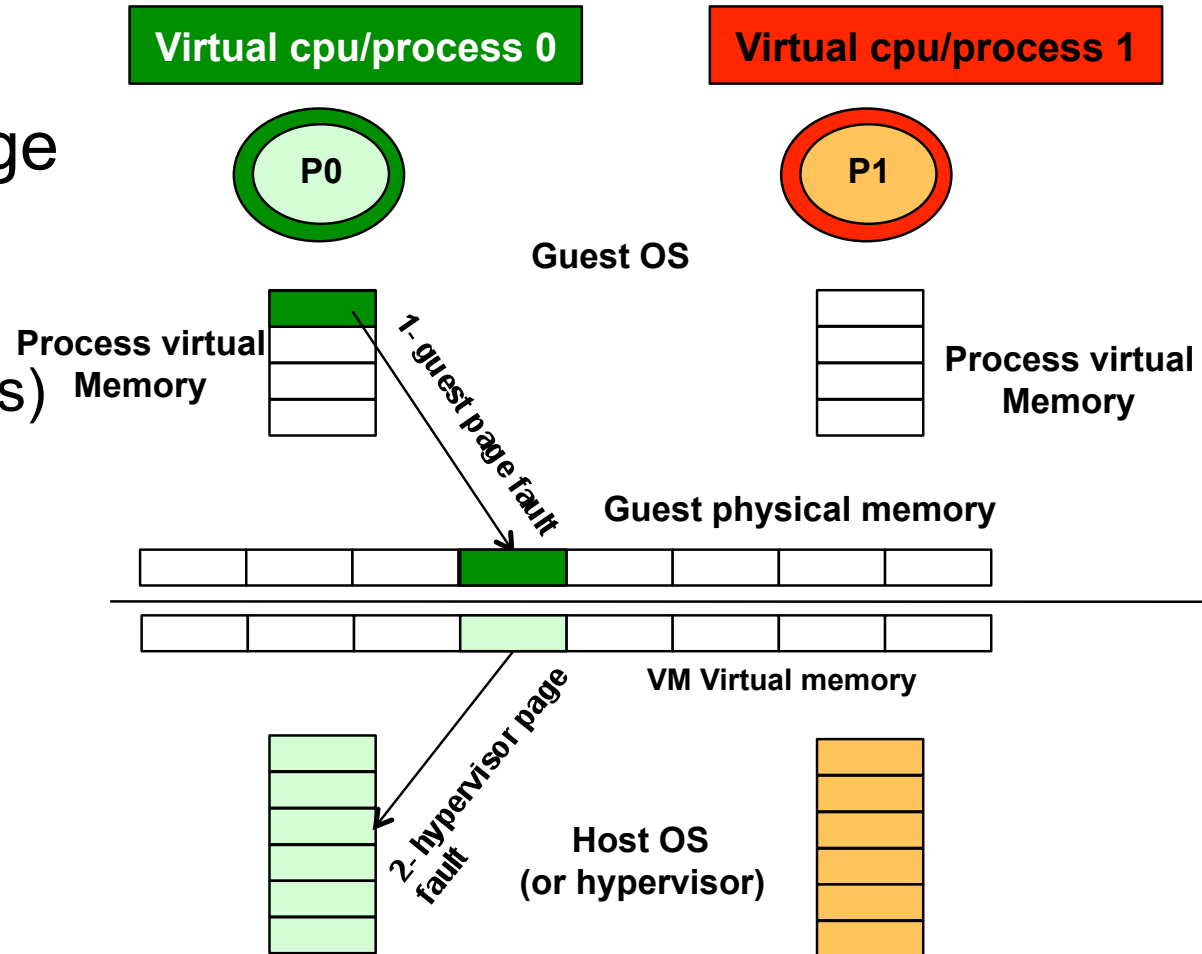 Virtual cpu/process 0
Virtual cpu/process 1
ge
P0
P1
Guest OS
s)
Process virtual
Memory
1- guest page fault
Process virtual
Memory
Guest physical memory
VM Virtual memory
2- hypervisor page
fault
Host OS
(or hypervisor)